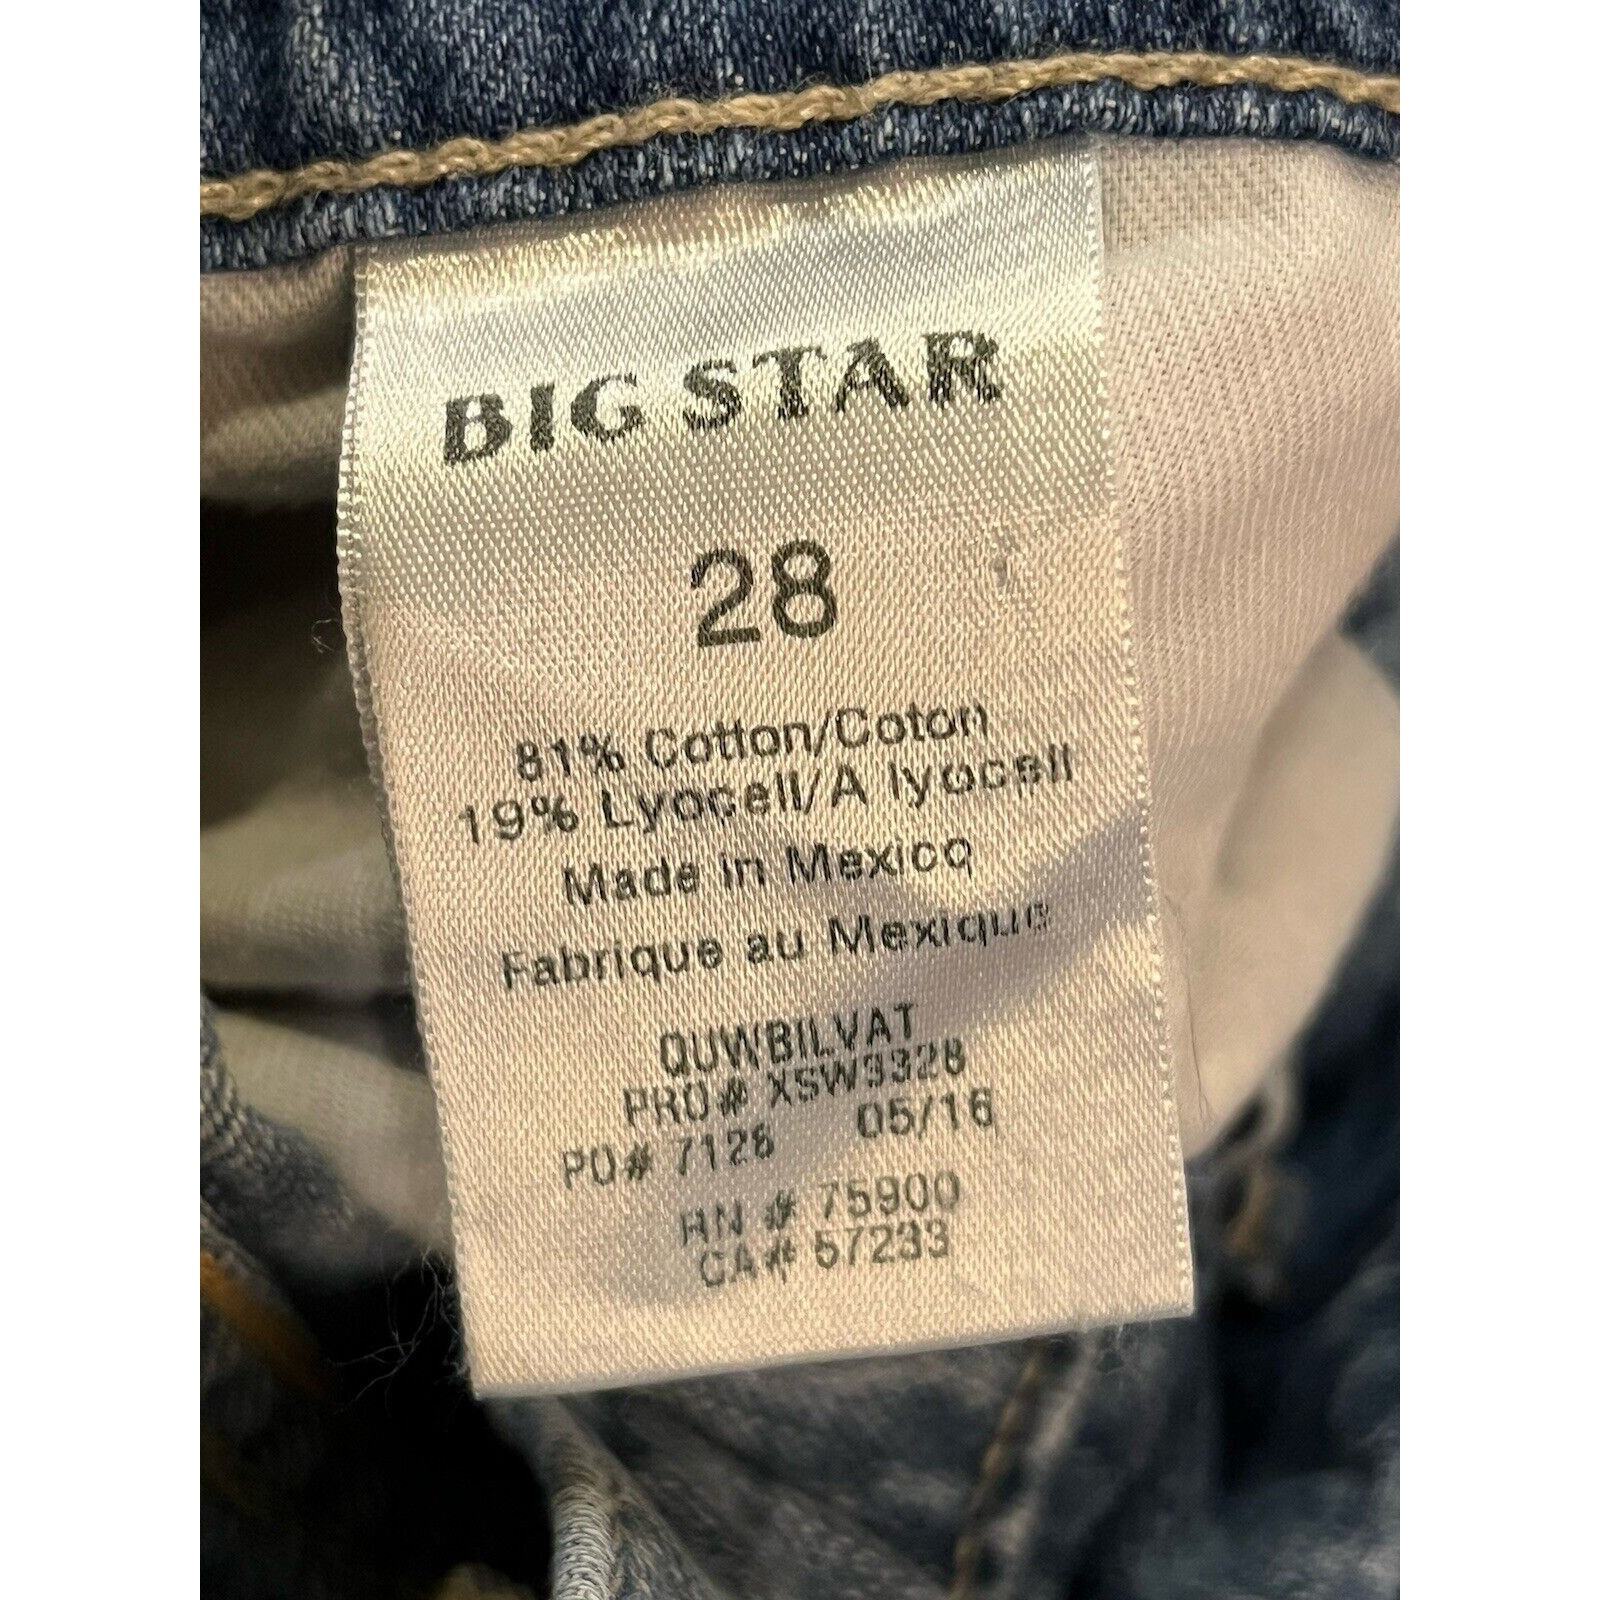 BIG STAR
28
81% Cotton/Coton
19% Lyocell/A lyocell
Made in Mexico
Fabrique au Mexique
QUWBILVAT
PRO# XSW3328
PO# 7128 05/16
RN # 75900
CA# 57233